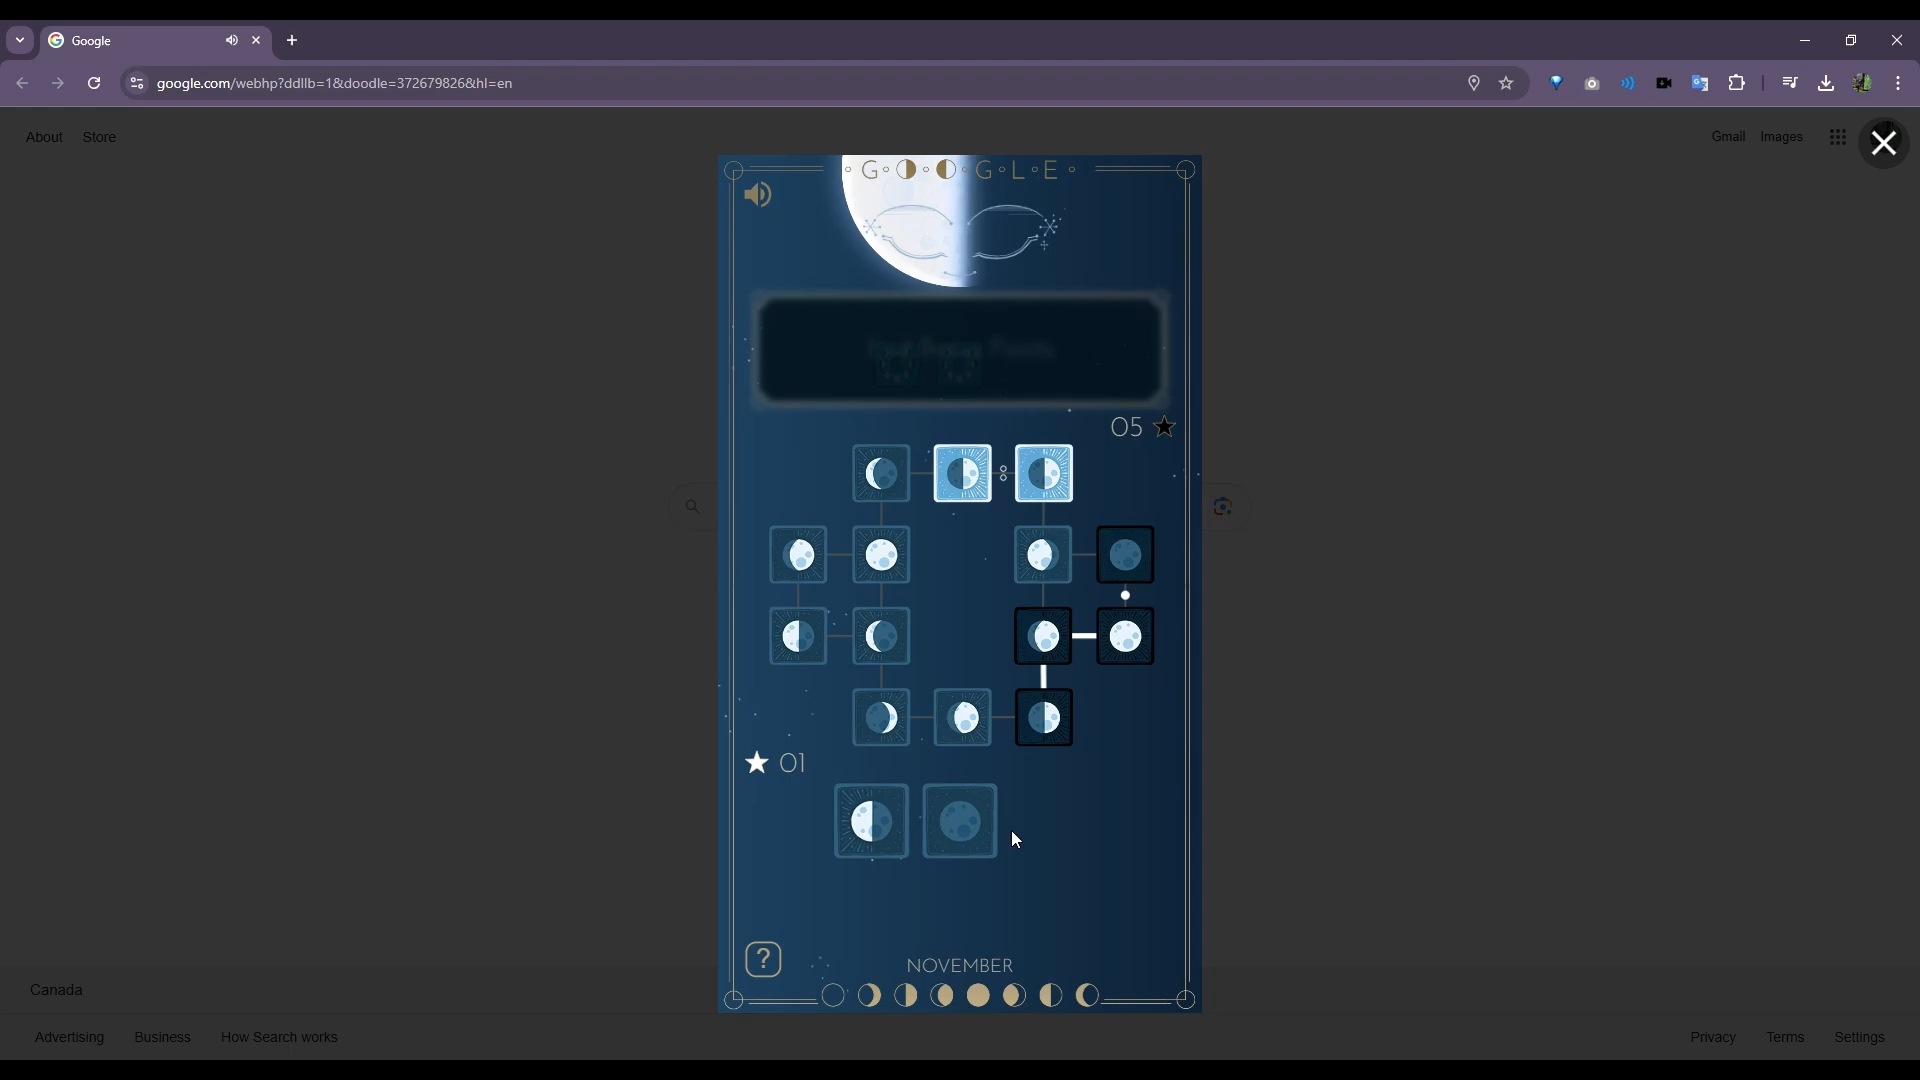 Google
google.com/webhp?ddllb=1&doodle=372679826&hl=en
About Store
Gmail Images
G L E
05
01
?
NOVEMBER
Canada
Advertising Business How Search works
Privacy Terms Settings